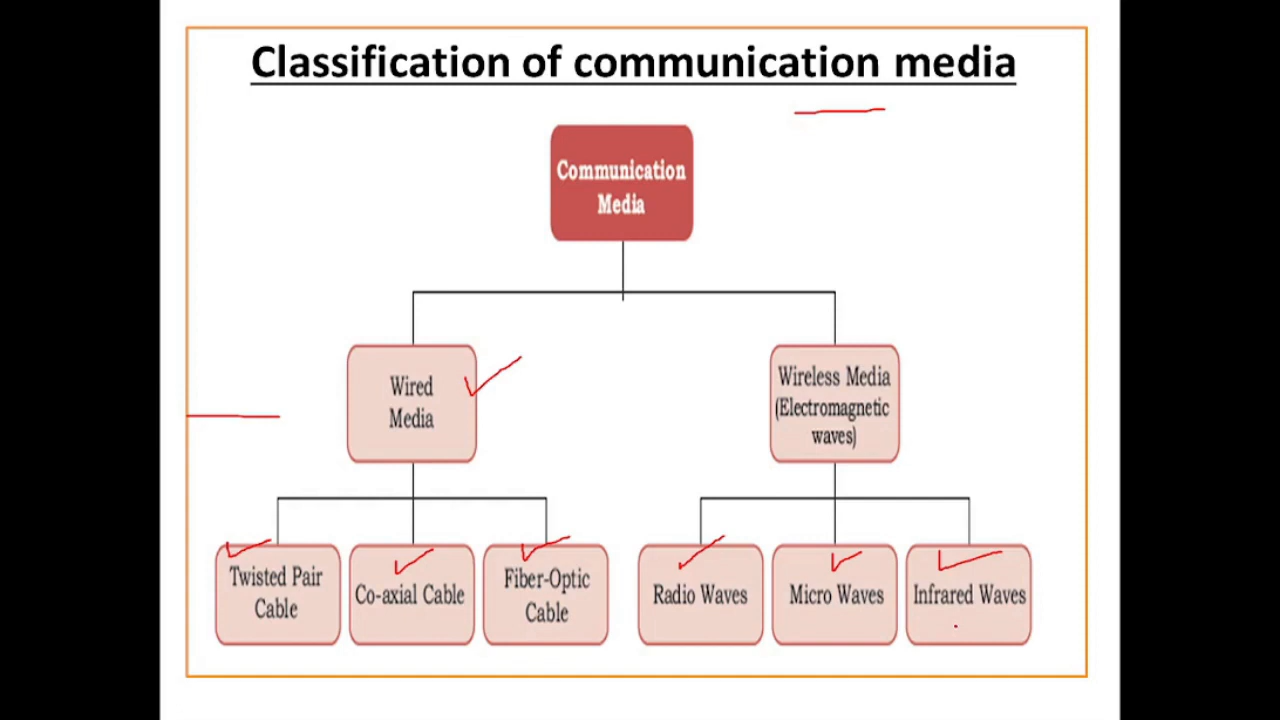 Classification of communication media
Communication
Media
Wired
Media
Wireless Media
(Electromagnetic
waves)
Twisted Pair
Cable
Co-axial Cable
Fiber-Optic
Cable
Radio Waves
Micro Waves
Infrared Waves